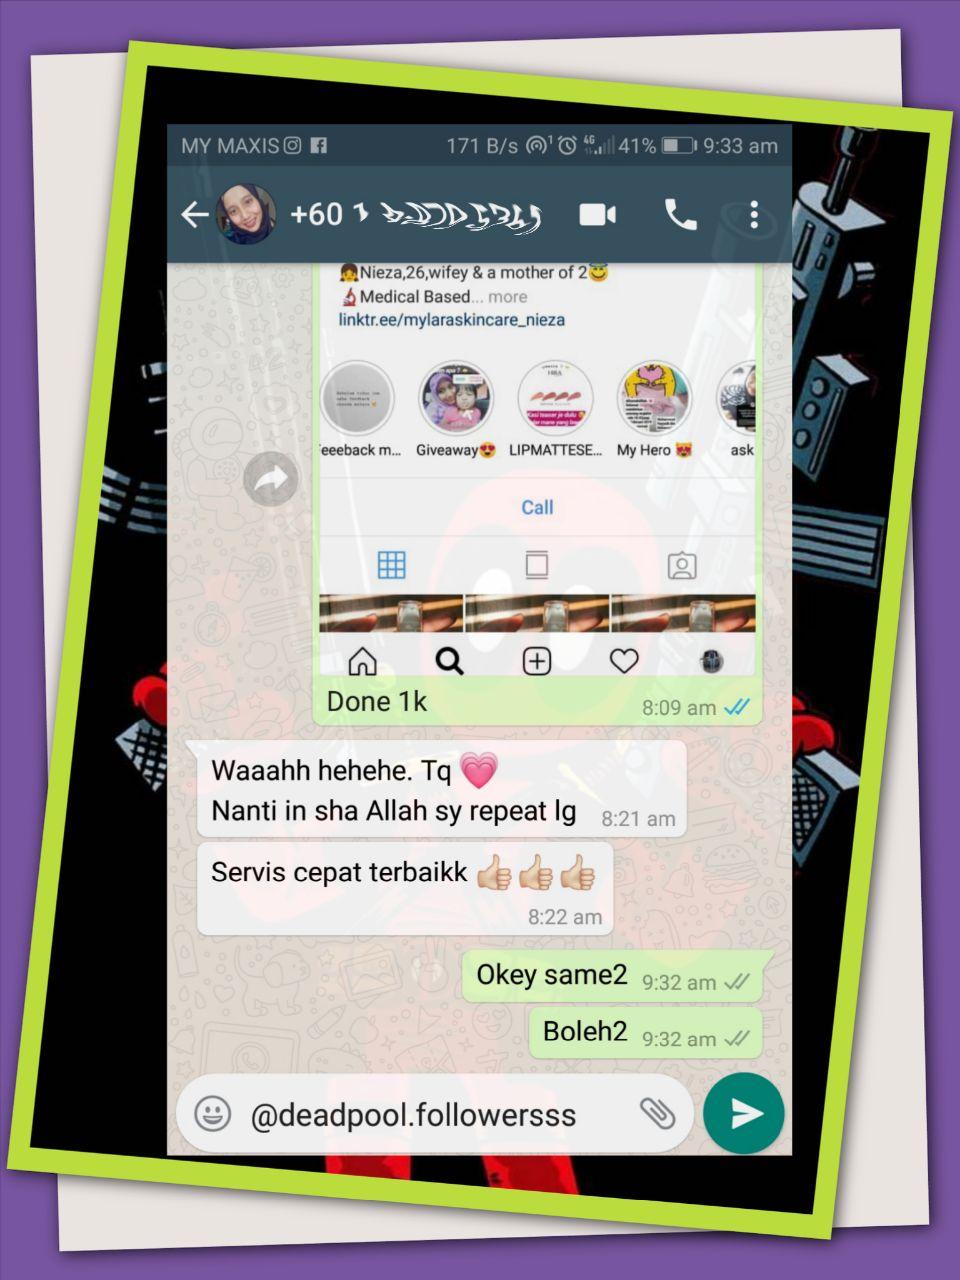 MY MAXIS 171 B/s 4G 41% 9:33 am
+60
👧Nieza,26,wifey & a mother of 2😇
🔬Medical Based... more
linktr.ee/mylaraskincare_nieza
eeeback m... Giveaway😍 LIPMATTESE... My Hero 😻 ask
Call
Done 1k 8:09 am
Waaahh hehehe. Tq 💗
Nanti in sha Allah sy repeat lg 8:21 am
Servis cepat terbaikk 👍🏻👍🏻👍🏻
8:22 am
Okey same2 9:32 am
Boleh2 9:32 am
@deadpool.followersss